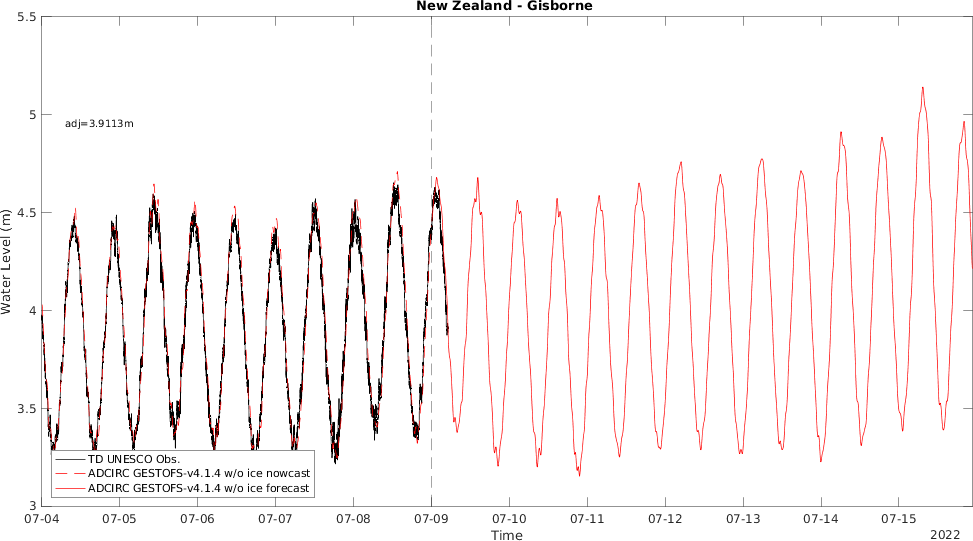 New Zealand - Gisborne
5.5
5
4.5
4
3.5
3
Water Level (m)
adj=3.9113m
TD UNESCO Obs.
ADCIRC GESTOFS-v4.1.4 w/o ice nowcast
ADCIRC GESTOFS-v4.1.4 w/o ice forecast
07-04 07-05 07-06 07-07 07-08 07-09 07-10 07-11 07-12 07-13 07-14 07-15
Time
2022